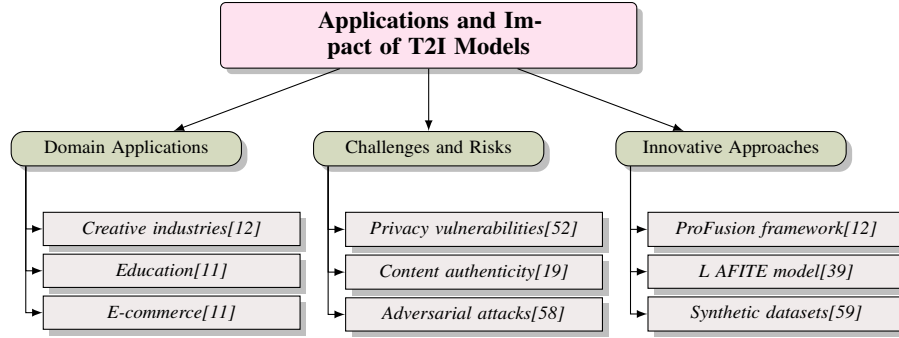 Applications and Im-
pact of T2I Models
Domain Applications
Challenges and Risks
Innovative Approaches
Creative industries[12]
Privacy vulnerabilities[52]
ProFusion framework[12]
Education[11]
Content authenticity[19]
L AFITE model[39]
E-commerce[11]
Adversarial attacks[58]
Synthetic datasets[59]